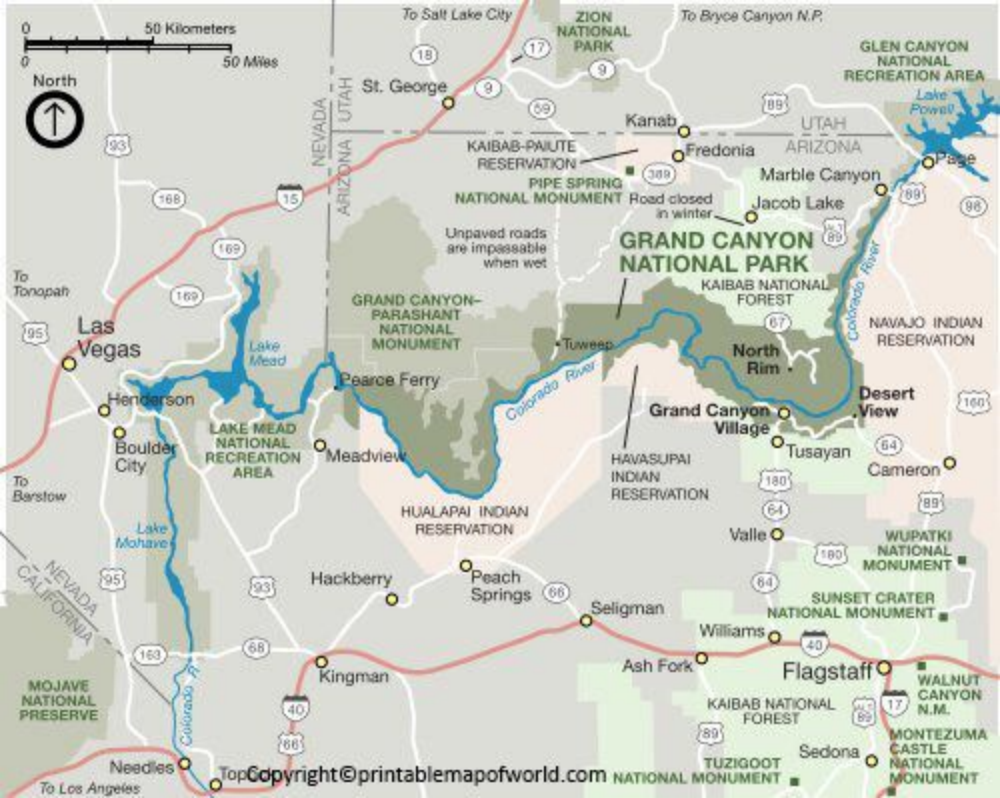 0 50 Kilometers
0 50 Miles
North
To Salt Lake City
ZION
NATIONAL
PARK
To Bryce Canyon N.P.
GLEN CANYON
NATIONAL
RECREATION AREA
Lake
Powell
18
17
9
9
St. George
59
89
Kanab
UTAH
ARIZONA
NEVADA
UTAH
ARIZONA
93
KAIBAB-PAIUTE
RESERVATION
Fredonia
Page
389
Marble Canyon
PIPE SPRING
NATIONAL MONUMENT
Road closed
in winter
Jacob Lake
89
98
168
15
ALT
89
169
Unpaved roads
are impassable
when wet
GRAND CANYON
NATIONAL PARK
KAIBAB NATIONAL
FOREST
Colorado River
To
Tonopah
169
95
GRAND CANYON–
PARASHANT
NATIONAL
MONUMENT
67
NAVAJO INDIAN
RESERVATION
Las
Vegas
Lake
Mead
Tuweep
North
Rim
Pearce Ferry
Colorado River
Desert
View
160
Henderson
Grand Canyon
Village
Boulder
City
LAKE MEAD
NATIONAL
RECREATION
AREA
Meadview
Tusayan
64
Cameron
HAVASUPAI
INDIAN
RESERVATION
180
To
Barstow
89
64
HUALAPAI INDIAN
RESERVATION
Lake
Mohave
Valle
WUPATKI
NATIONAL
MONUMENT
180
NEVADA
CALIFORNIA
95
93
Hackberry
Peach
Springs
66
64
SUNSET CRATER
NATIONAL MONUMENT
Seligman
Williams
40
163
68
Kingman
Ash Fork
Flagstaff
WALNUT
CANYON
N.M.
MOJAVE
NATIONAL
PRESERVE
Colorado R
40
KAIBAB NATIONAL
FOREST
ALT
89
17
66
89
MONTEZUMA
CASTLE
NATIONAL
MONUMENT
Sedona
Needles
TUZIGOOT
NATIONAL MONUMENT
To Los Angeles
Copyright©printablemapofworld.com